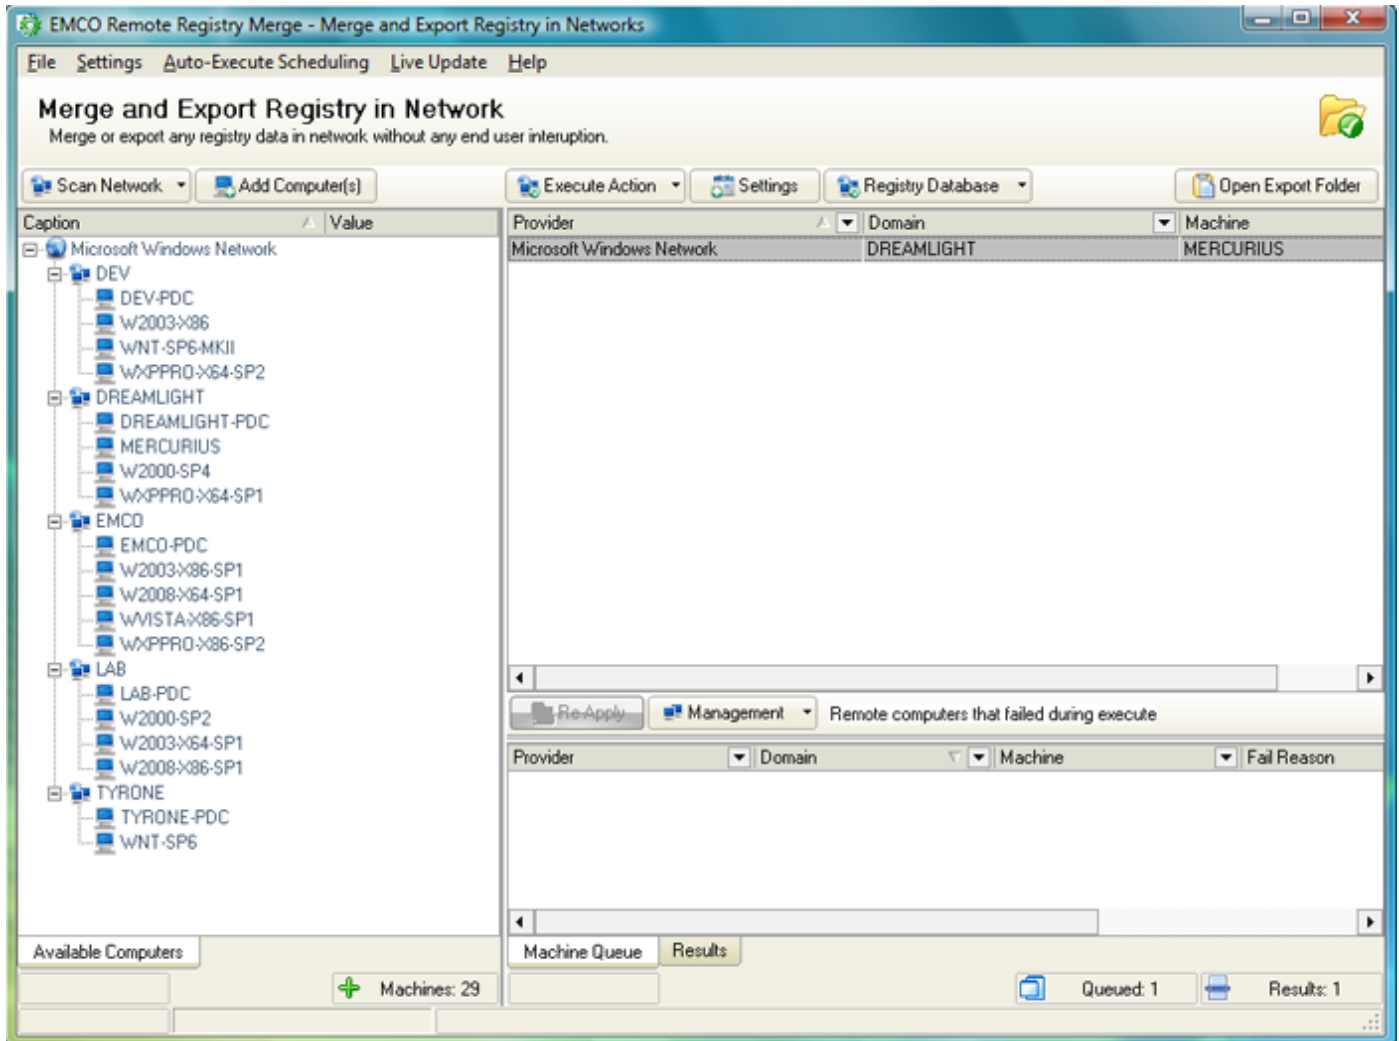 EMCO Remote Registry Merge - Merge and Export Registry in Networks
File Settings Auto-Execute Scheduling Live Update Help
Merge and Export Registry in Network
Merge or export any registry data in network without any end user interuption.
Scan Network Add Computer(s) Execute Action Settings Registry Database Open Export Folder
Caption Value
Microsoft Windows Network
DEV
DEV-PDC
W2003-X86
WNT-SP6-MKII
WXPPRO-X64-SP2
DREAMLIGHT
DREAMLIGHT-PDC
MERCURIUS
W2000-SP4
WXPPRO-X64-SP1
EMCO
EMCO-PDC
W2003-X86-SP1
W2008-X64-SP1
WVISTA-X86-SP1
WXPPRO-X86-SP2
LAB
LAB-PDC
W2000-SP2
W2003-X64-SP1
W2008-X86-SP1
TYRONE
TYRONE-PDC
WNT-SP6
Available Computers
Machines: 29
Provider Domain Machine
Microsoft Windows Network DREAMLIGHT MERCURIUS
Re-Apply Management Remote computers that failed during execute
Provider Domain Machine Fail Reason
Machine Queue Results
Queued: 1 Results: 1